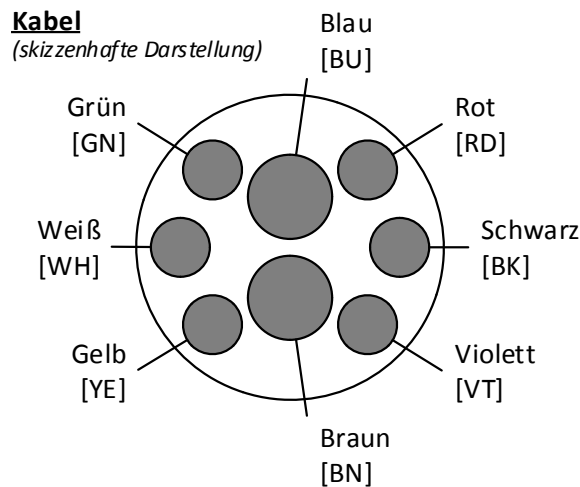 Kabel
(skizzenhafte Darstellung)
Blau
[BU]
Grün
[GN]
Rot
[RD]
Weiß
[WH]
Schwarz
[BK]
Gelb
[YE]
Violett
[VT]
Braun
[BN]